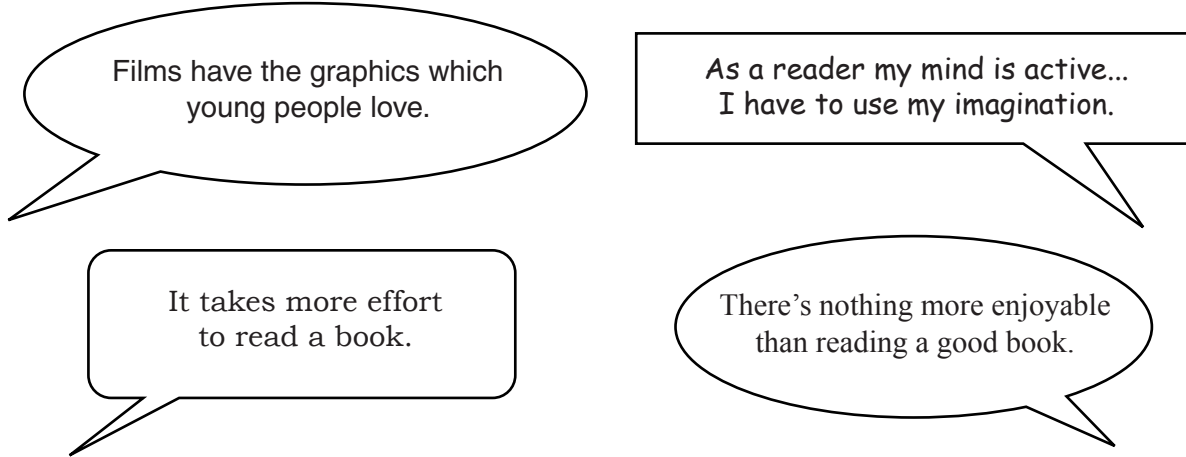 Films have the graphics which
young people love.
As a reader my mind is active...
I have to use my imagination.
It takes more effort
to read a book.
There's nothing more enjoyable
than reading a good book.